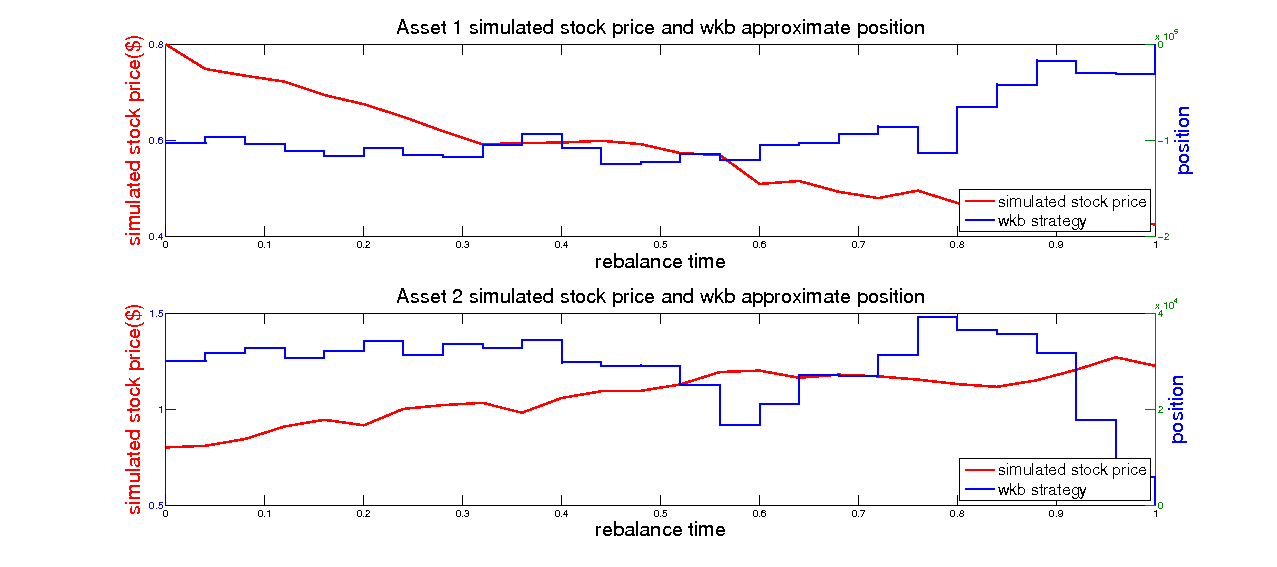 Asset 1 simulated stock price and wkb approximate position
x 10^5
0.8
0.6
0.4
simulated stock price($)
0
-1
-2
position
simulated stock price
wkb strategy
0 0.1 0.2 0.3 0.4 0.5 0.6 0.7 0.8 0.9 1
rebalance time
Asset 2 simulated stock price and wkb approximate position
x 10^4
1.5
1
0.5
simulated stock price($)
4
2
0
position
simulated stock price
wkb strategy
0 0.1 0.2 0.3 0.4 0.5 0.6 0.7 0.8 0.9 1
rebalance time